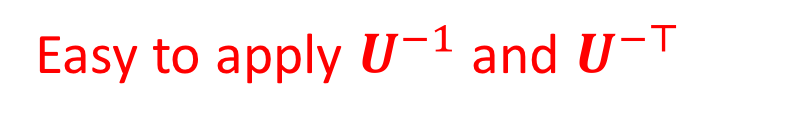 Easy to apply 𝑼⁻¹ and 𝑼⁻ᵀ